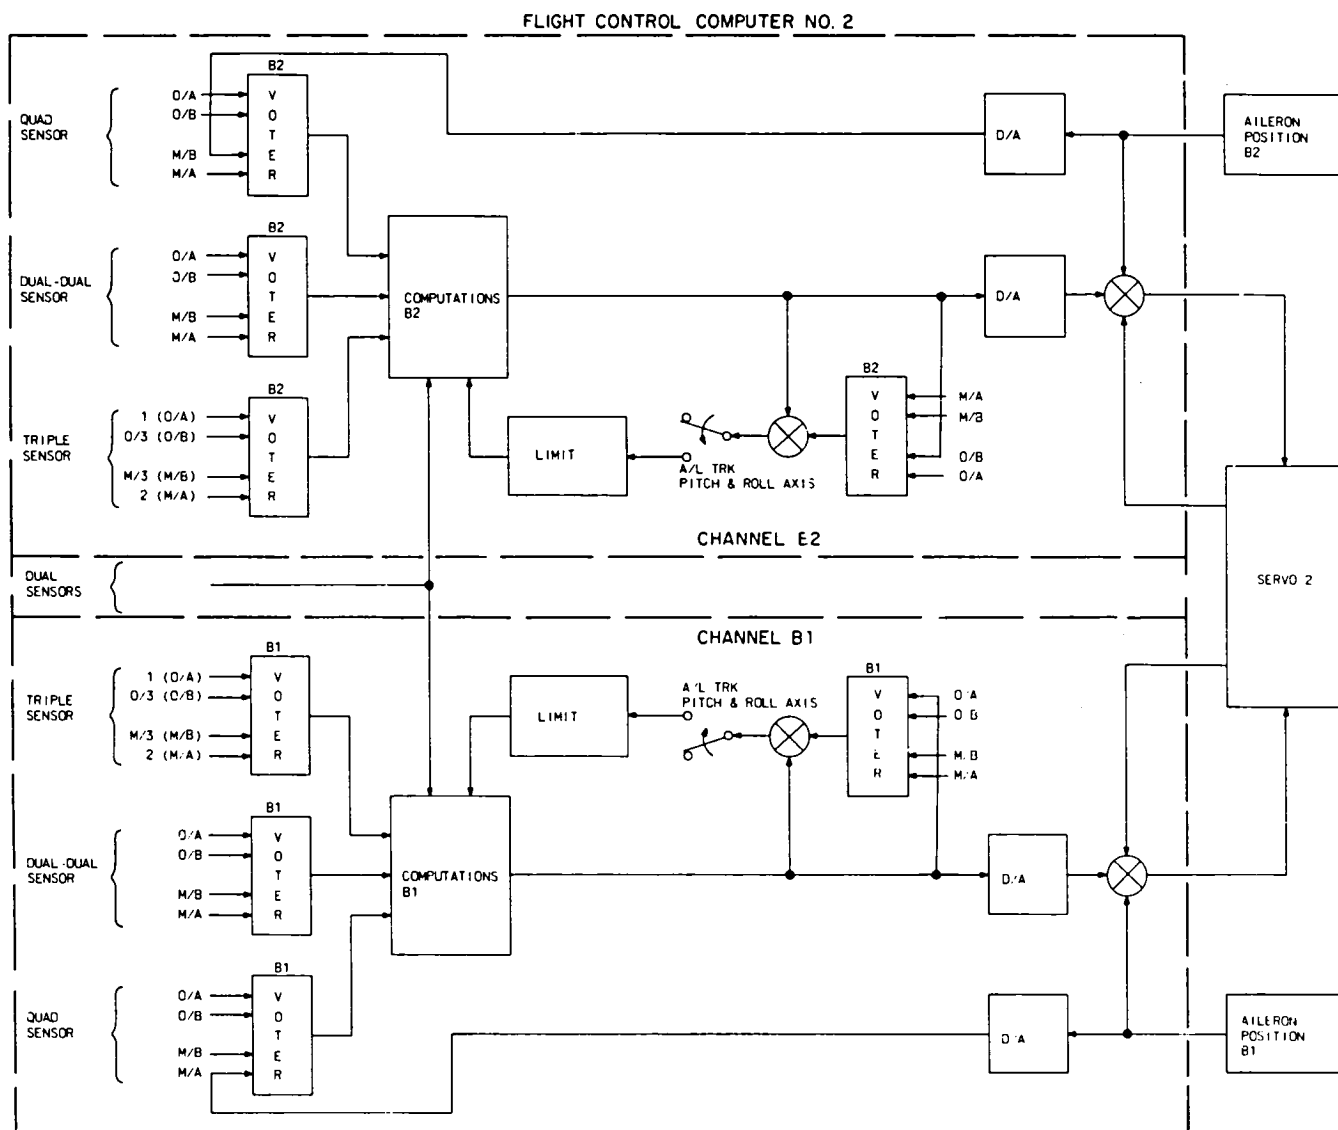 FLIGHT CONTROL COMPUTER NO. 2
QUAD
SENSOR
O/A
O/B
M/B
M/A
B2
VOTER
D/A
AILERON
POSITION
B2
DUAL-DUAL
SENSOR
O/A
O/B
M/B
M/A
B2
VOTER
COMPUTATIONS
B2
D/A
TRIPLE
SENSOR
1 (O/A)
O/3 (O/B)
M/3 (M/B)
2 (M/A)
B2
VOTER
LIMIT
A/L TRK
PITCH & ROLL AXIS
B2
VOTER
M/A
M/B
O/B
O/A
CHANNEL E2
DUAL
SENSORS
SERVO 2
CHANNEL B1
TRIPLE
SENSOR
1 (O/A)
O/3 (O/B)
M/3 (M/B)
2 (M/A)
B1
VOTER
LIMIT
A/L TRK
PITCH & ROLL AXIS
B1
VOTER
O/A
O/B
M/B
M/A
DUAL-DUAL
SENSOR
O/A
O/B
M/B
M/A
B1
VOTER
COMPUTATIONS
B1
D/A
QUAD
SENSOR
O/A
O/B
M/B
M/A
B1
VOTER
D/A
AILERON
POSITION
B1